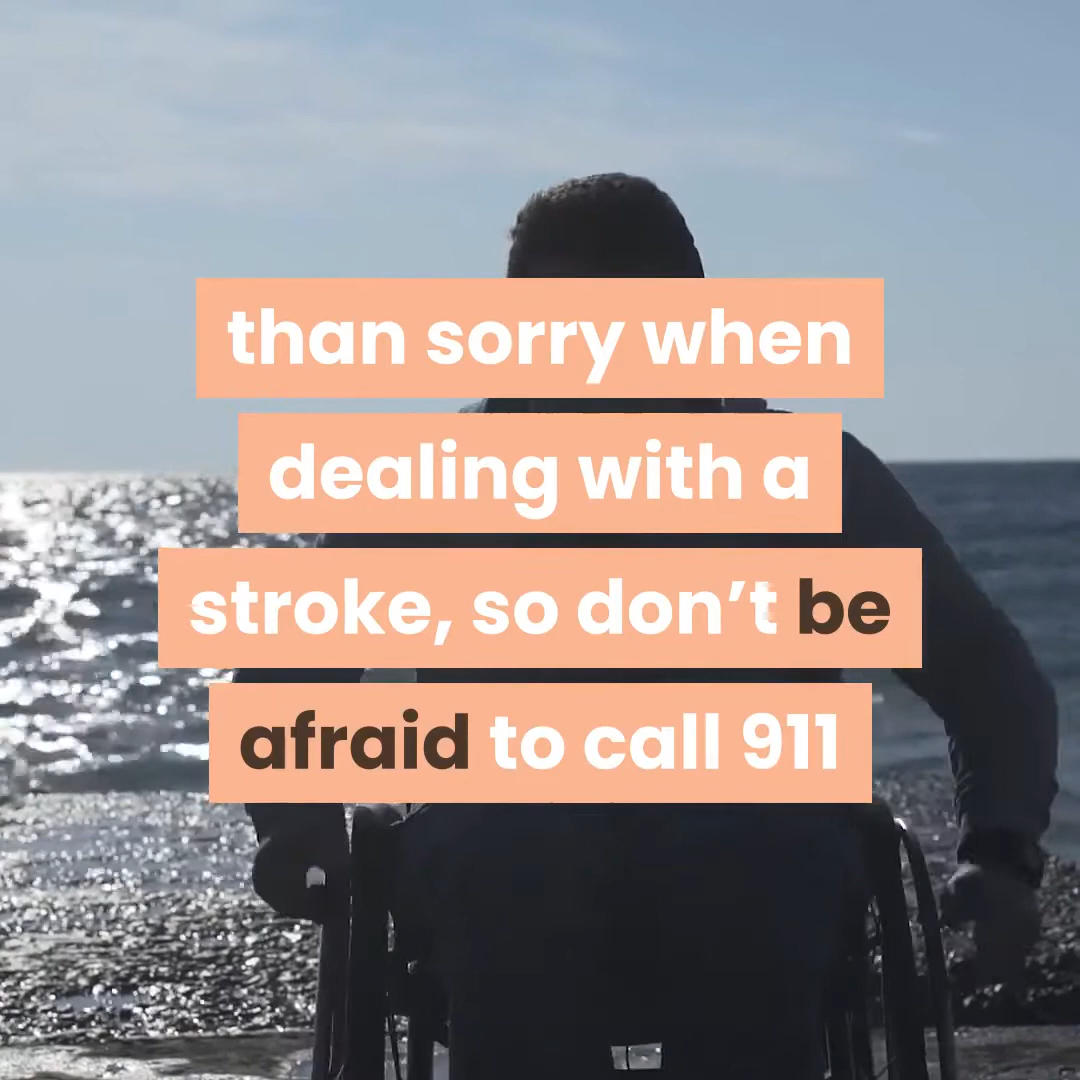 than sorry when
dealing with a
stroke, so don’t be
afraid to call 911